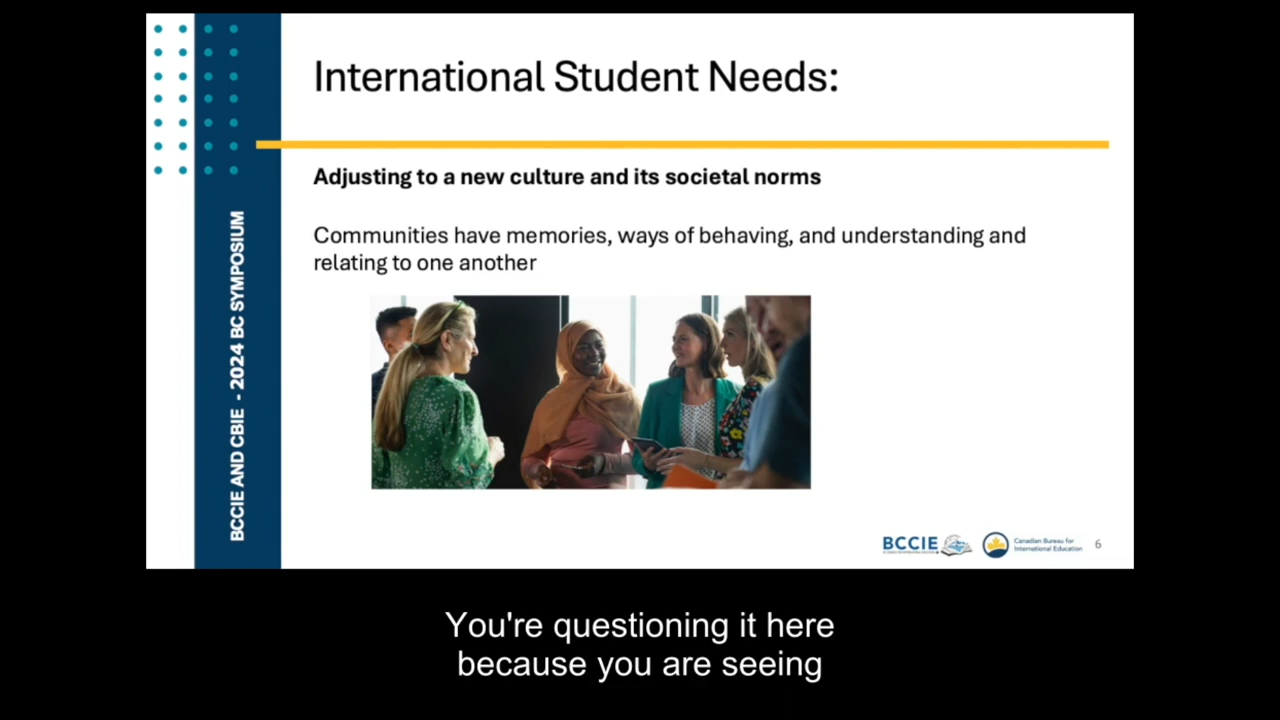 International Student Needs:
Adjusting to a new culture and its societal norms
Communities have memories, ways of behaving, and understanding and
relating to one another
BCCIE AND CBIE - 2024 BC SYMPOSIUM
BCCIE
Canadian Bureau for
International Education
6
You're questioning it here
because you are seeing